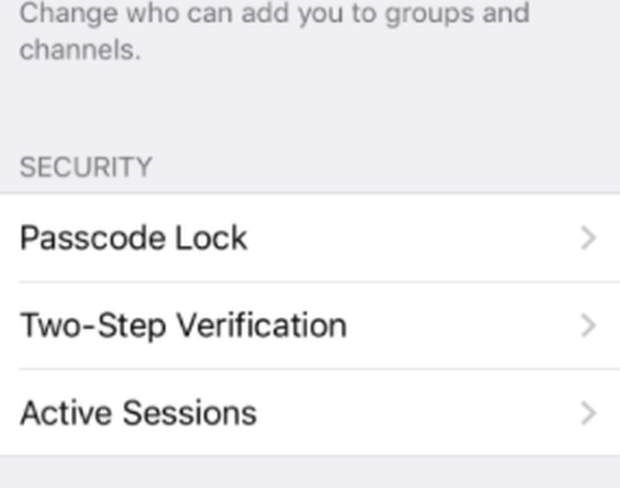 Change who can add you to groups and
channels.
SECURITY
Passcode Lock
Two-Step Verification
Active Sessions